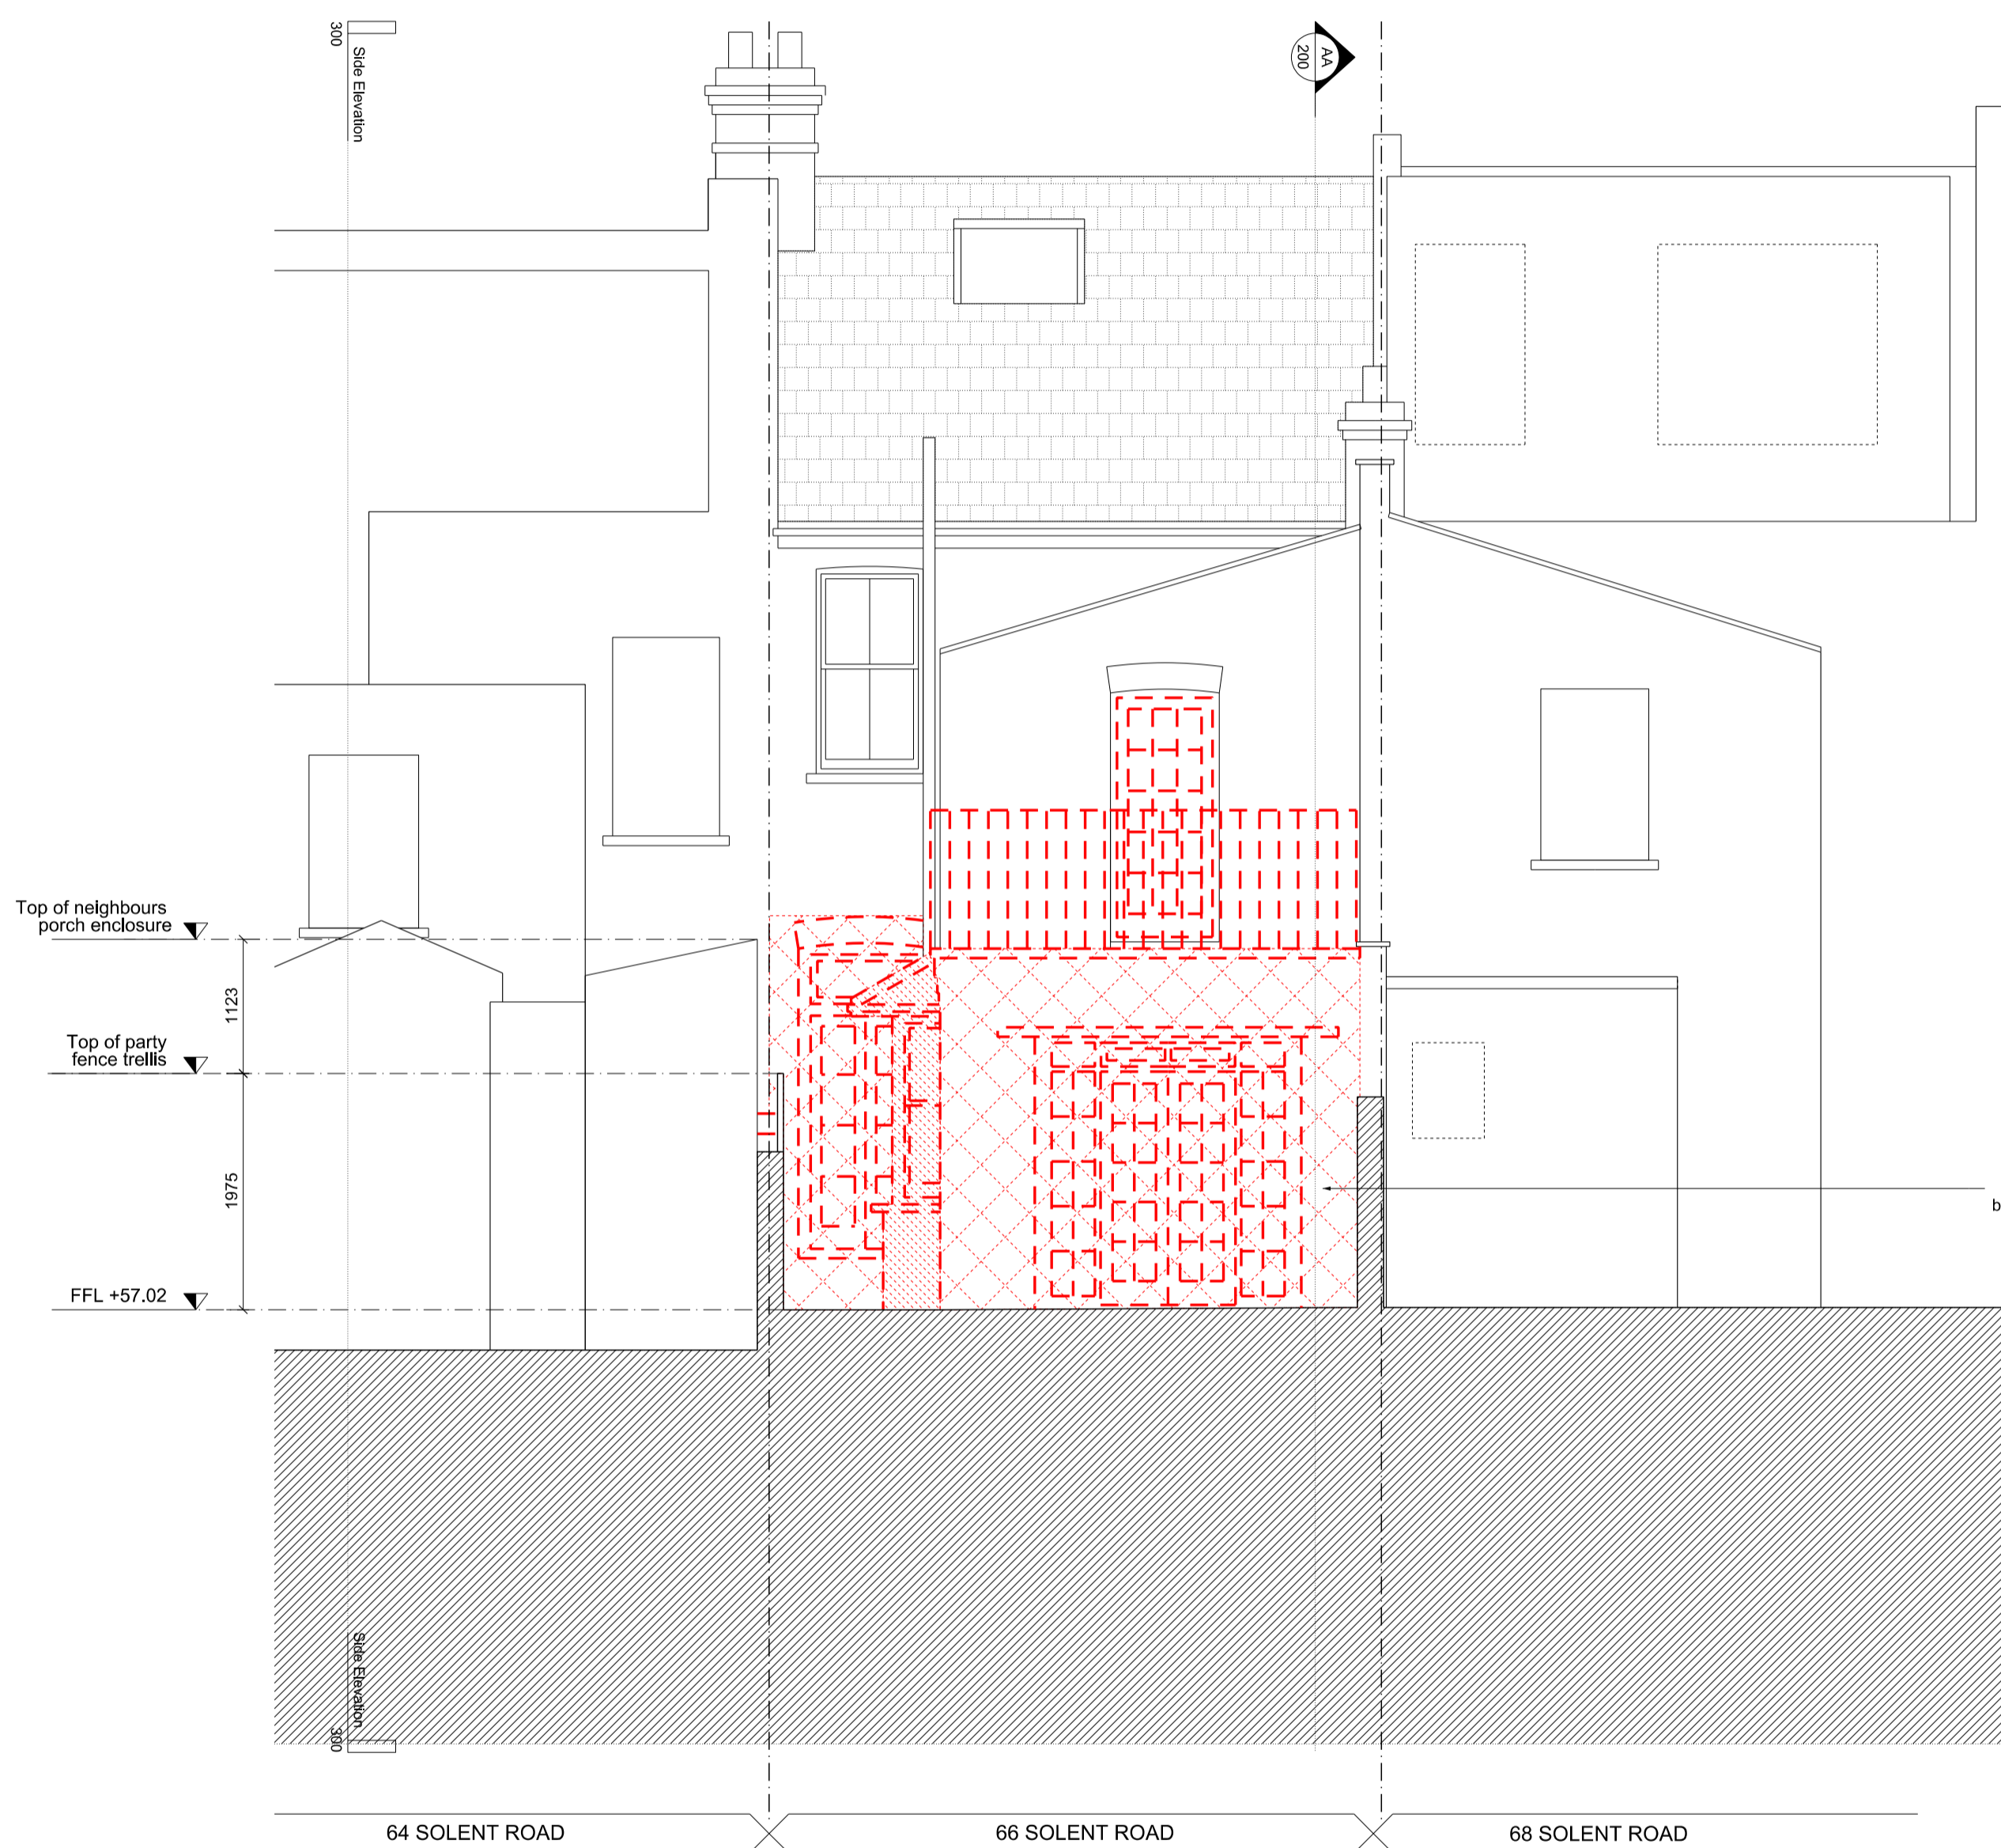 300
Side Elevation
AA
200
Top of neighbours
porch enclosure
1123
Top of party
fence trellis
1975
b
FFL +57.02
Side Elevation
300
64 SOLENT ROAD
66 SOLENT ROAD
68 SOLENT ROAD